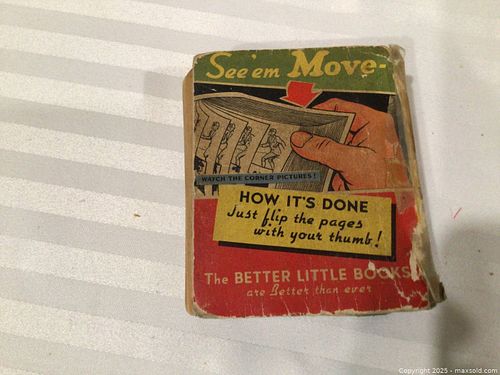 See'em Move-
WATCH THE CORNER PICTURES!
HOW IT'S DONE
Just flip the pages
with your thumb!
The BETTER LITTLE BOOKS
are Better than ever
Copyright 2025 - maxsold.com